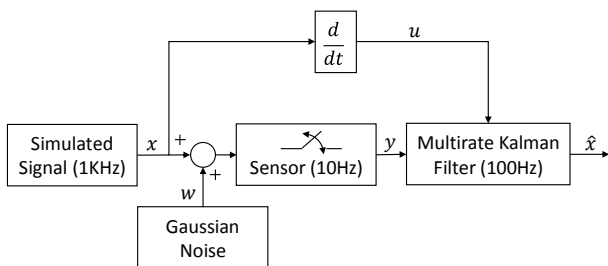 d
dt
u
Simulated
Signal (1KHz)
x
+
+
w
Sensor (10Hz)
y
Multirate Kalman
Filter (100Hz)
x̂
Gaussian
Noise